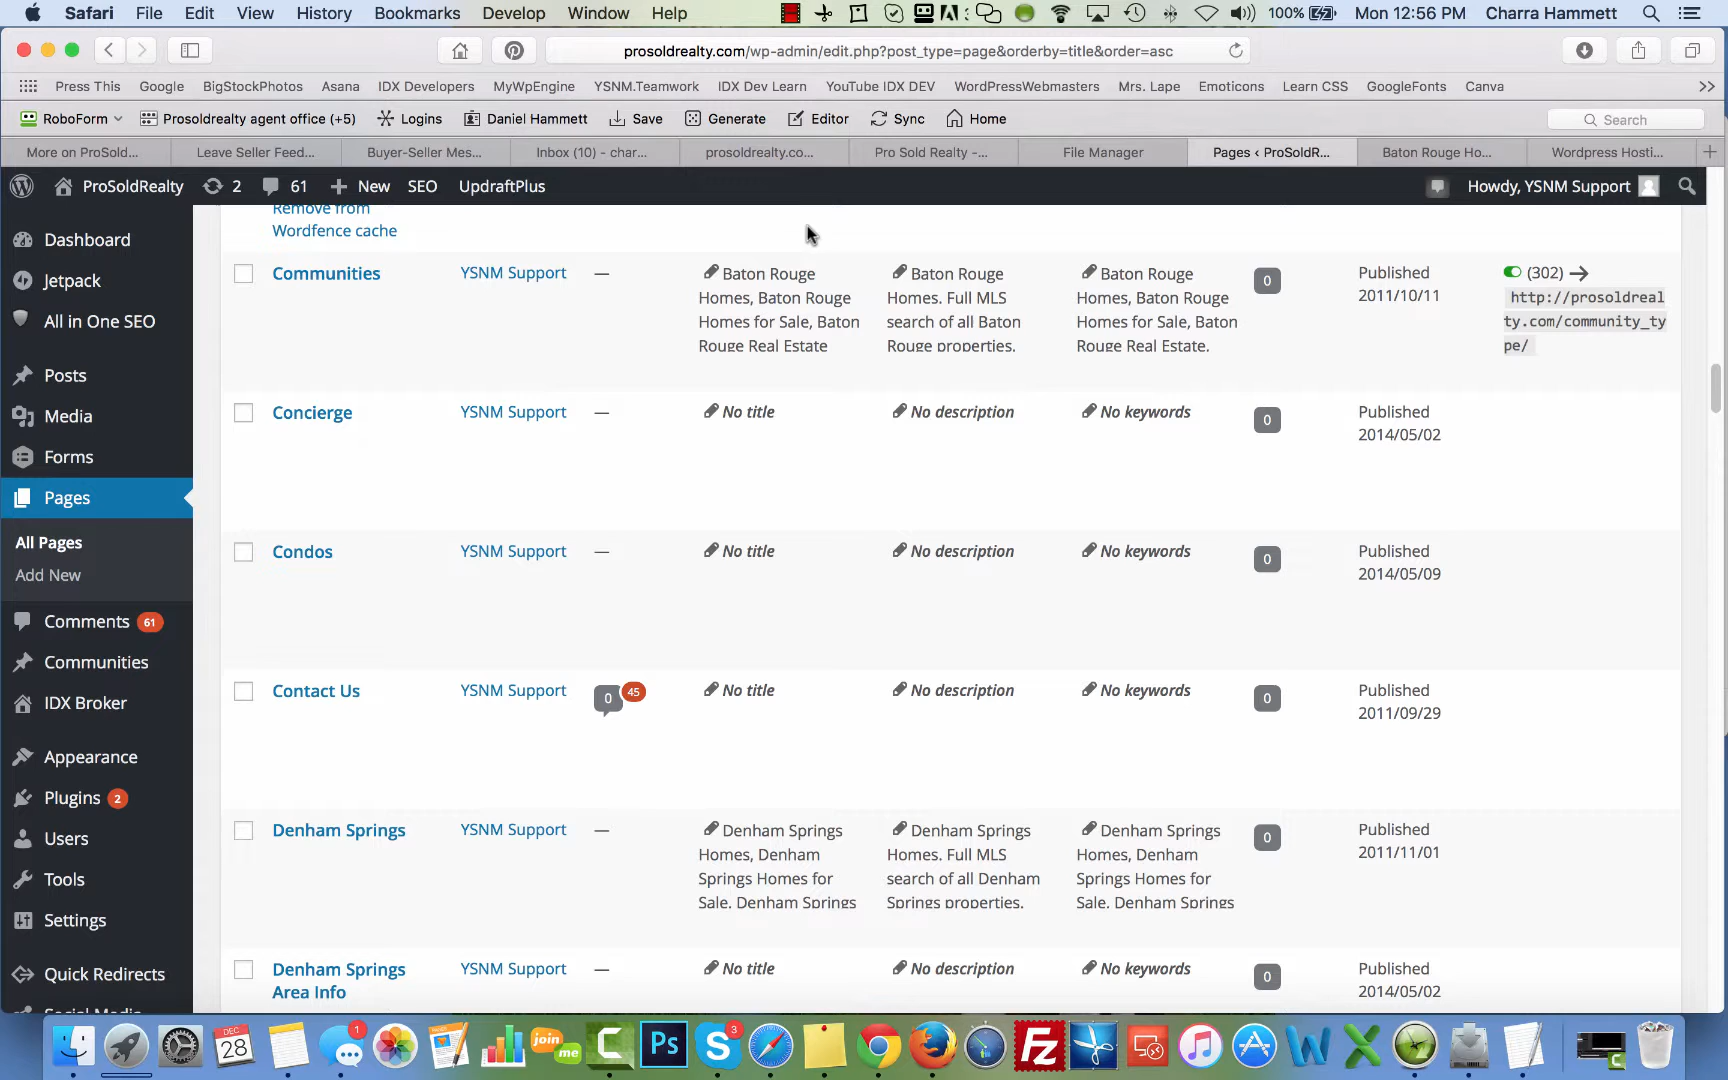 Safari File Edit View History Bookmarks Develop Window Help 100% Mon 12:56 PM Charra Hammett
prosoldrealty.com/wp-admin/edit.php?post_type=page&orderby=title&order=asc
Press This Google BigStockPhotos Asana IDX Developers MyWpEngine YSNM.Teamwork IDX Dev Learn YouTube IDX DEV WordPressWebmasters Mrs. Lape Emoticons Learn CSS GoogleFonts Canva
RoboForm Prosoldrealty agent office (+5) Logins Daniel Hammett Save Generate Editor Sync Home Search
More on ProSold... Leave Seller Feed... Buyer-Seller Mes... Inbox (10) - char... prosoldrealty.co... Pro Sold Realty -... File Manager Pages ‹ ProSoldR... Baton Rouge Ho... Wordpress Hosti...
ProSoldRealty 2 61 + New SEO UpdraftPlus Howdy, YSNM Support
Dashboard
Jetpack
All in One SEO
Posts
Media
Forms
Pages
All Pages
Add New
Comments 61
Communities
IDX Broker
Appearance
Plugins 2
Users
Tools
Settings
Quick Redirects
Social Media
Remove from
Wordfence cache
Communities YSNM Support —
Baton Rouge
Homes, Baton Rouge
Homes for Sale, Baton
Rouge Real Estate
Baton Rouge
Homes. Full MLS
search of all Baton
Rouge properties.
Baton Rouge
Homes, Baton Rouge
Homes for Sale, Baton
Rouge Real Estate.
0
Published
2011/10/11
(302) →
http://prosoldreal
ty.com/community_ty
pe/
Concierge YSNM Support — No title No description No keywords 0 Published
2014/05/02
Condos YSNM Support — No title No description No keywords 0 Published
2014/05/09
Contact Us YSNM Support 0 45 No title No description No keywords 0 Published
2011/09/29
Denham Springs YSNM Support —
Denham Springs
Homes, Denham
Springs Homes for
Sale, Denham Springs
Denham Springs
Homes. Full MLS
search of all Denham
Springs properties.
Denham Springs
Homes, Denham
Springs Homes for
Sale, Denham Springs
0
Published
2011/11/01
Denham Springs
Area Info
YSNM Support — No title No description No keywords 0 Published
2014/05/02
DEC
28
1
join
me
Ps
3
Fz